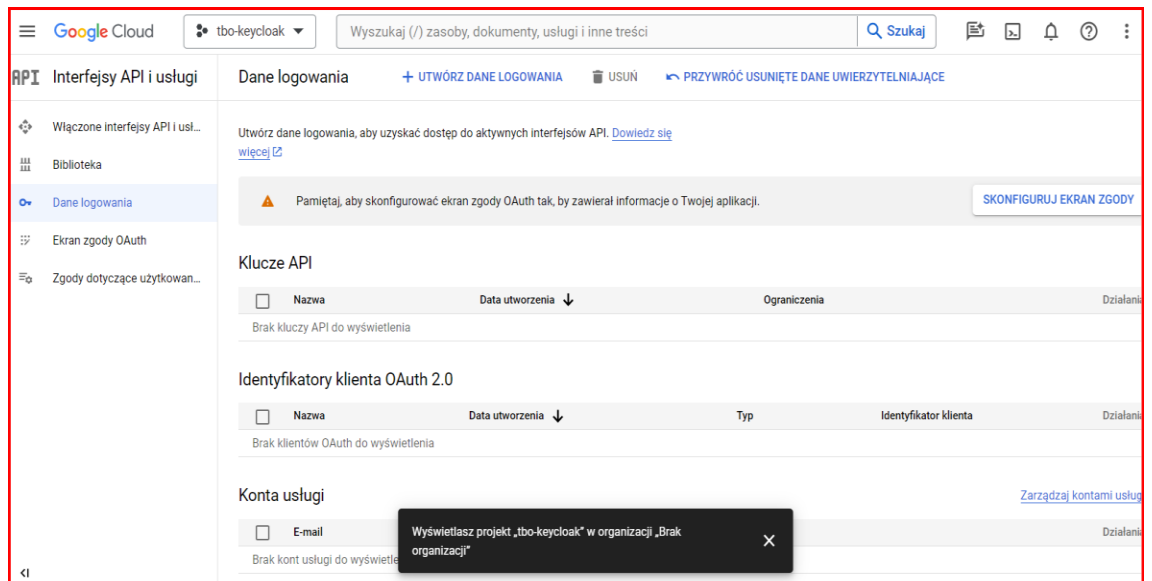 Google Cloud
tbo-keycloak
Wyszukaj (/) zasoby, dokumenty, usługi i inne treści
Szukaj
API Interfejsy API i usługi
Dane logowania
+ UTWÓRZ DANE LOGOWANIA
USUŃ
PRZYWRÓĆ USUNIĘTE DANE UWIERZYTELNIAJĄCE
Włączone interfejsy API i usł...
Biblioteka
Dane logowania
Ekran zgody OAuth
Zgody dotyczące użytkowan...
Utwórz dane logowania, aby uzyskać dostęp do aktywnych interfejsów API. Dowiedz się
więcej
Pamiętaj, aby skonfigurować ekran zgody OAuth tak, by zawierał informacje o Twojej aplikacji.
SKONFIGURUJ EKRAN ZGODY
Klucze API
Nazwa Data utworzenia Ograniczenia Działania
Brak kluczy API do wyświetlenia
Identyfikatory klienta OAuth 2.0
Nazwa Data utworzenia Typ Identyfikator klienta Działania
Brak klientów OAuth do wyświetlenia
Konta usługi
Zarządzaj kontami usług
E-mail Działania
Brak kont usługi do wyświetle
Wyświetlasz projekt „tbo-keycloak” w organizacji „Brak
organizacji”